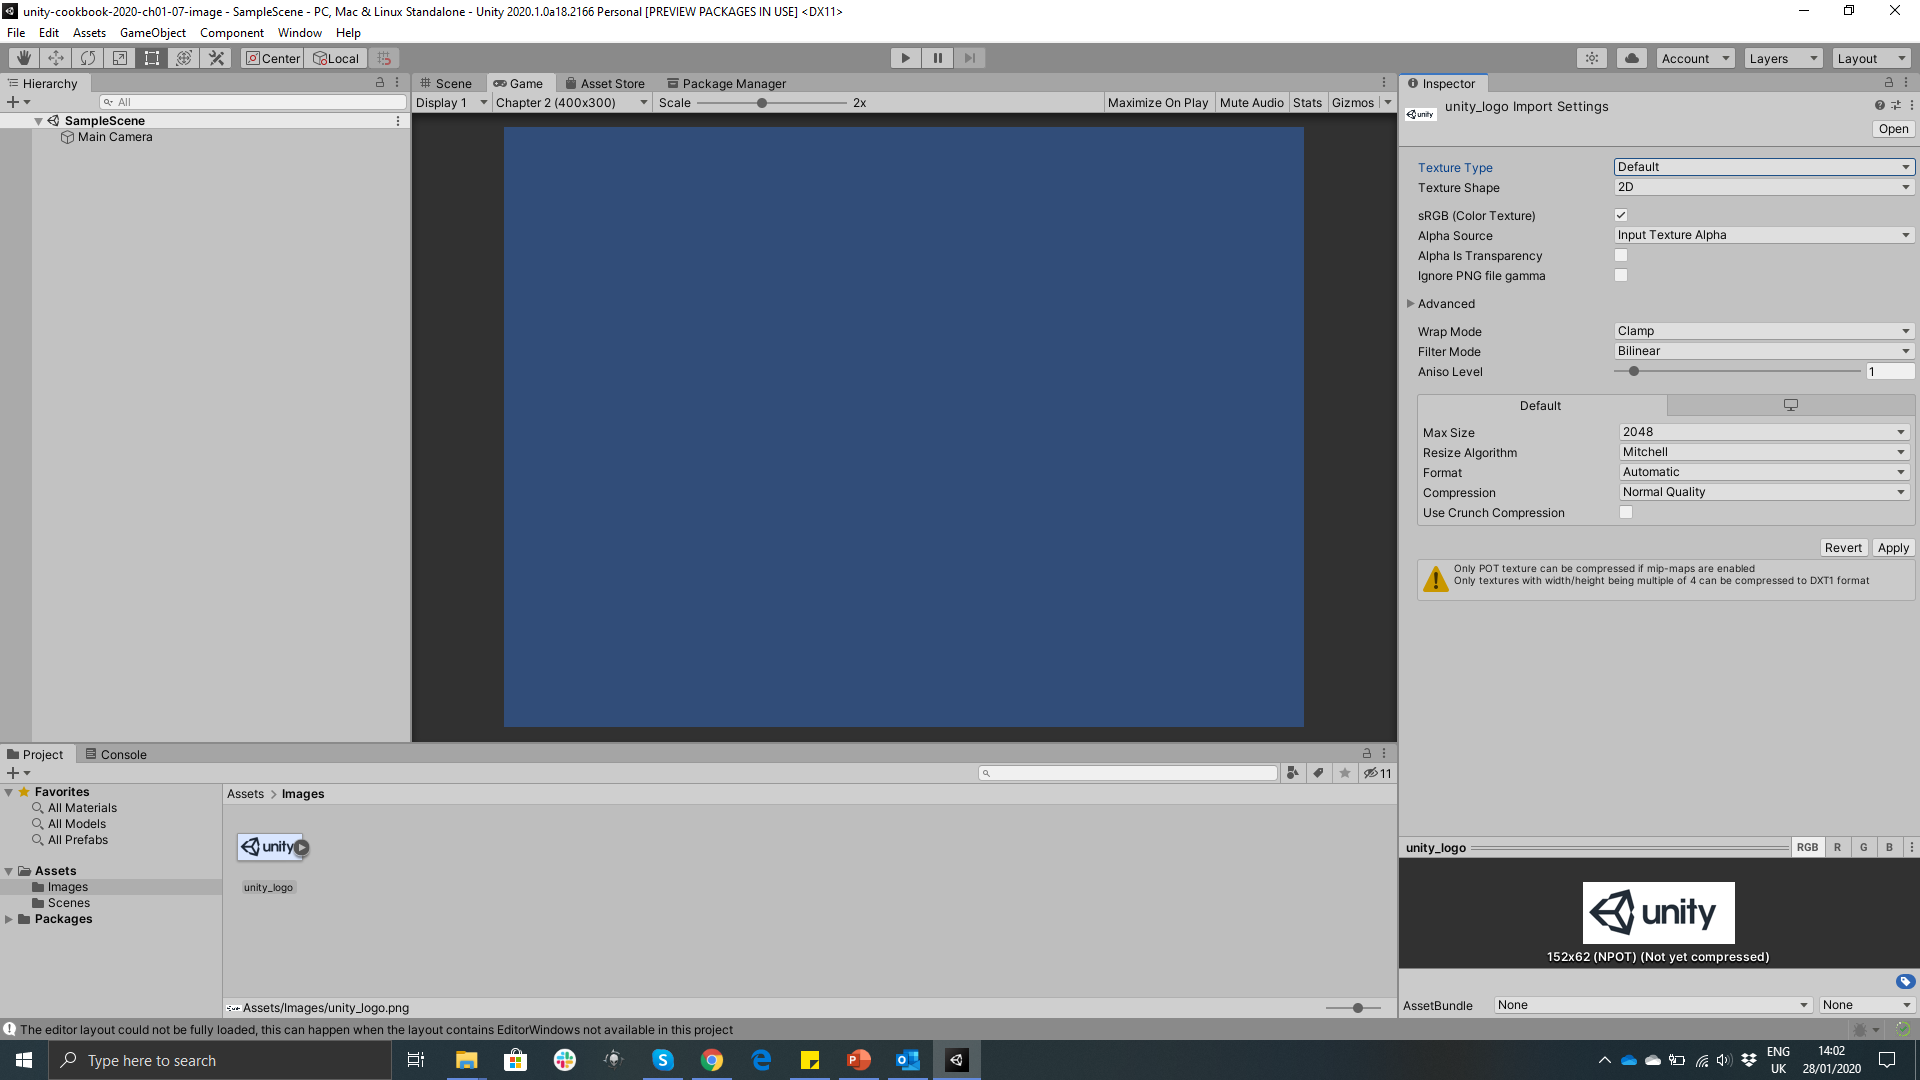 unity-cookbook-2020-ch01-07-image - SampleScene - PC, Mac & Linux Standalone - Unity 2020.1.0a18.2166 Personal [PREVIEW PACKAGES IN USE] <DX11>
File Edit Assets GameObject Component Window Help
Center Local Account Layers Layout
Hierarchy
All
SampleScene
Main Camera
Scene Game Asset Store Package Manager
Display 1 Chapter 2 (400x300) Scale 2x Maximize On Play Mute Audio Stats Gizmos
Inspector
unity unity_logo Import Settings
Open
Texture Type Default
Texture Shape 2D
sRGB (Color Texture)
Alpha Source Input Texture Alpha
Alpha Is Transparency
Ignore PNG file gamma
Advanced
Wrap Mode Clamp
Filter Mode Bilinear
Aniso Level 1
Default
Max Size 2048
Resize Algorithm Mitchell
Format Automatic
Compression Normal Quality
Use Crunch Compression
Revert Apply
Only POT texture can be compressed if mip-maps are enabled
Only textures with width/height being multiple of 4 can be compressed to DXT1 format
Project Console
11
Favorites
All Materials
All Models
All Prefabs
Assets
Images
Scenes
Packages
Assets > Images
unity
unity_logo
Assets/Images/unity_logo.png
unity_logo RGB R G B
unity
152x62 (NPOT) (Not yet compressed)
AssetBundle None None
The editor layout could not be fully loaded, this can happen when the layout contains EditorWindows not available in this project
Type here to search
ENG
UK
14:02
28/01/2020